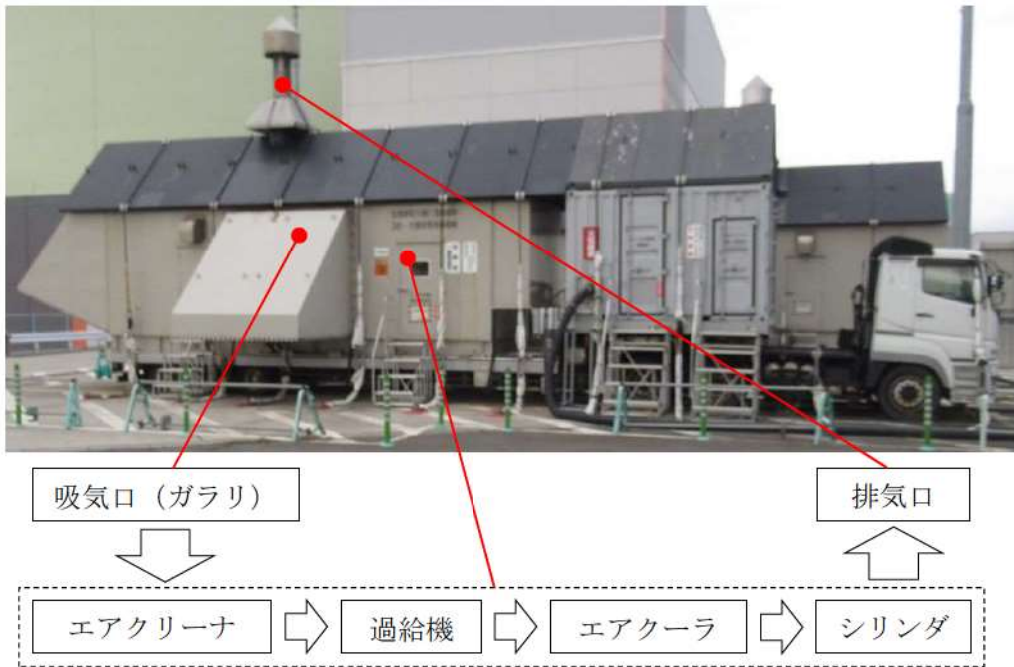 吸気口（ガラリ）
排気口
エアクリーナ
過給機
エアクーラ
シリンダ